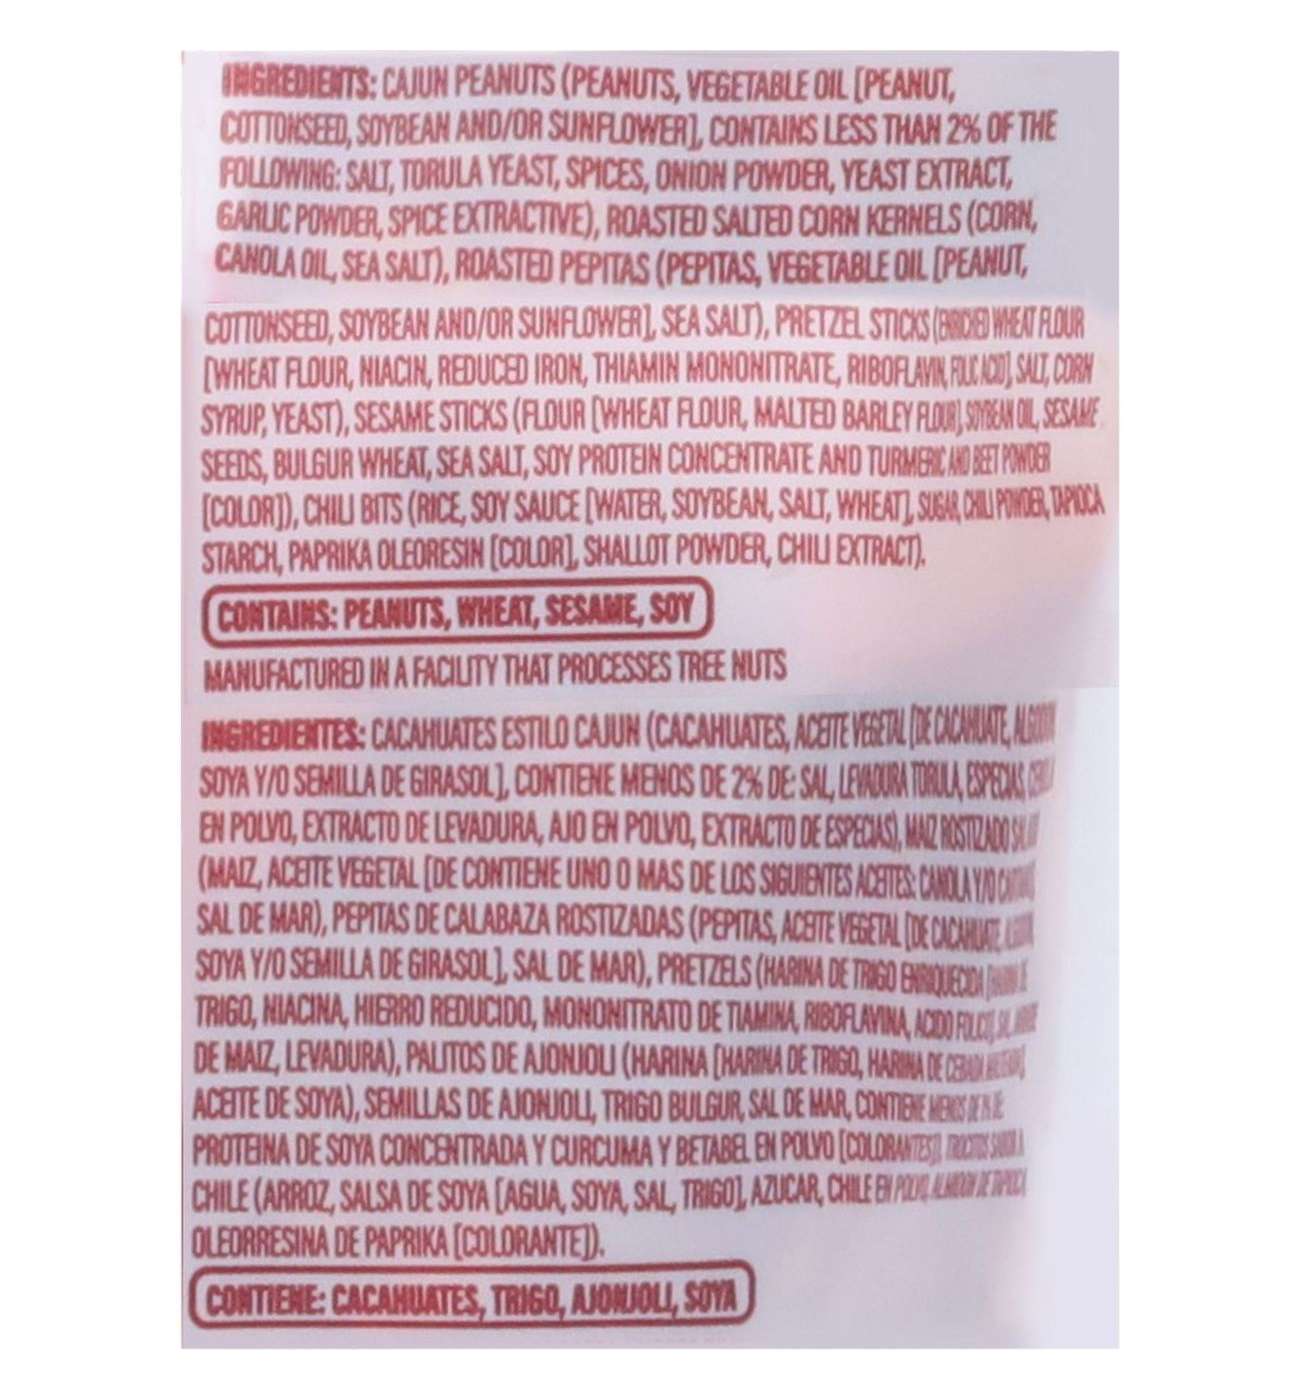 INGREDIENTS: CAJUN PEANUTS (PEANUTS, VEGETABLE OIL [PEANUT,
COTTONSEED, SOYBEAN AND/OR SUNFLOWER], CONTAINS LESS THAN 2% OF THE
FOLLOWING: SALT, TORULA YEAST, SPICES, ONION POWDER, YEAST EXTRACT,
GARLIC POWDER, SPICE EXTRACTIVE), ROASTED SALTED CORN KERNELS (CORN,
CANOLA OIL, SEA SALT), ROASTED PEPITAS (PEPITAS, VEGETABLE OIL [PEANUT,
COTTONSEED, SOYBEAN AND/OR SUNFLOWER], SEA SALT), PRETZEL STICKS (ENRICHED WHEAT FLOUR
[WHEAT FLOUR, NIACIN, REDUCED IRON, THIAMIN MONONITRATE, RIBOFLAVIN, FOLIC ACID], SALT, CORN
SYRUP, YEAST), SESAME STICKS (FLOUR [WHEAT FLOUR, MALTED BARLEY FLOUR], SOYBEAN OIL, SESAME
SEEDS, BULGUR WHEAT, SEA SALT, SOY PROTEIN CONCENTRATE AND TURMERIC AND BEET POWDER
[COLOR]), CHILI BITS (RICE, SOY SAUCE [WATER, SOYBEAN, SALT, WHEAT], SUGAR, CHILI POWDER, TAPIOCA
STARCH, PAPRIKA OLEORESIN [COLOR], SHALLOT POWDER, CHILI EXTRACT).
CONTAINS: PEANUTS, WHEAT, SESAME, SOY
MANUFACTURED IN A FACILITY THAT PROCESSES TREE NUTS
INGREDIENTES: CACAHUATES ESTILO CAJUN (CACAHUATES, ACEITE VEGETAL [DE CACAHUATE,
SOYA Y/O SEMILLA DE GIRASOL], CONTIENE MENOS DE 2% DE: SAL, LEVADURA TORULA, ESPECIAS,
EN POLVO, EXTRACTO DE LEVADURA, AJO EN POLVO, EXTRACTO DE ESPECIAS), MAIZ ROSTIZADO
(MAIZ, ACEITE VEGETAL [DE CONTIENE UNO O MAS DE LOS SIGUIENTES ACEITES: CANOLA Y/O
SAL DE MAR), PEPITAS DE CALABAZA ROSTIZADAS (PEPITAS, ACEITE VEGETAL [DE CACAHUATE,
SOYA Y/O SEMILLA DE GIRASOL], SAL DE MAR), PRETZELS (HARINA DE TRIGO ENRIQUECIDA
TRIGO, NIACINA, HIERRO REDUCIDO, MONONITRATO DE TIAMINA, RIBOFLAVINA, ACIDO FOLICO],
DE MAIZ, LEVADURA), PALITOS DE AJONJOLI (HARINA [HARINA DE TRIGO, HARINA DE CEBADA
ACEITE DE SOYA), SEMILLAS DE AJONJOLI, TRIGO BULGUR, SAL DE MAR, CONTIENE MENOS DE 2% DE:
PROTEINA DE SOYA CONCENTRADA Y CURCUMA Y BETABEL EN POLVO [COLORANTES]),
CHILE (ARROZ, SALSA DE SOYA [AGUA, SOYA, SAL, TRIGO], AZUCAR, CHILE EN POLVO, ALMIDON DE TAPIOCA
OLEORRESINA DE PAPRIKA [COLORANTE]).
CONTIENE: CACAHUATES, TRIGO, AJONJOLI, SOYA